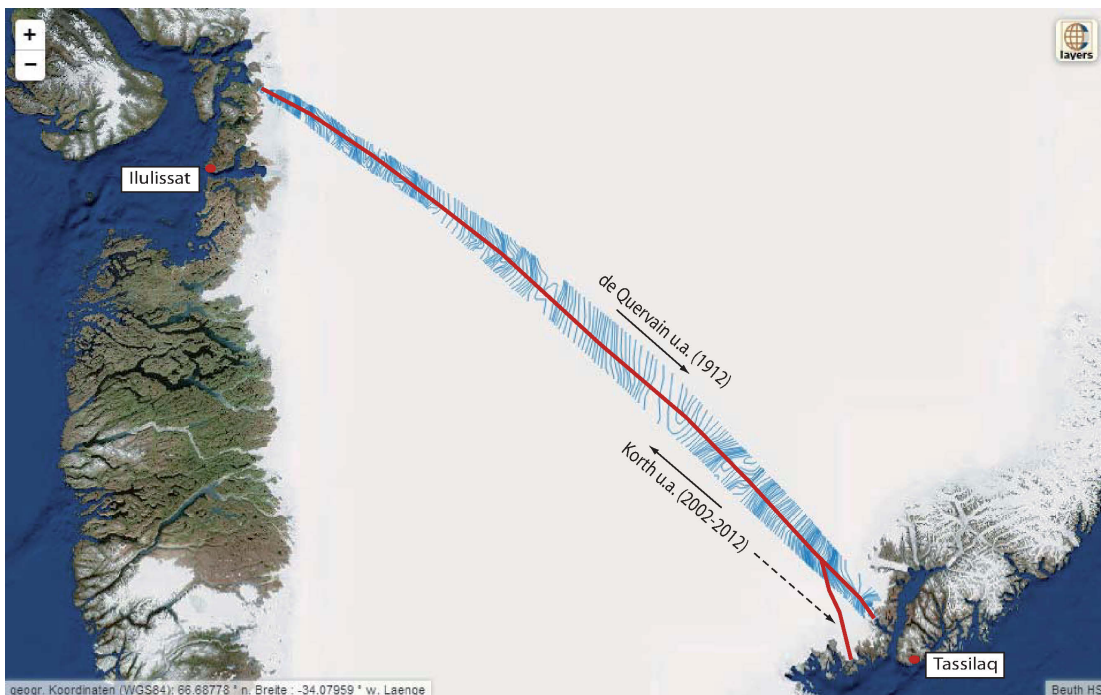 +
−
layers
Ilulissat
de Quervain u.a. (1912)
Korth u.a. (2002-2012)
Tassilaq
geogr. Koordinaten (WGS84): 66.68778 ° n. Breite : -34.07959 ° w. Laenge
Beuth HS